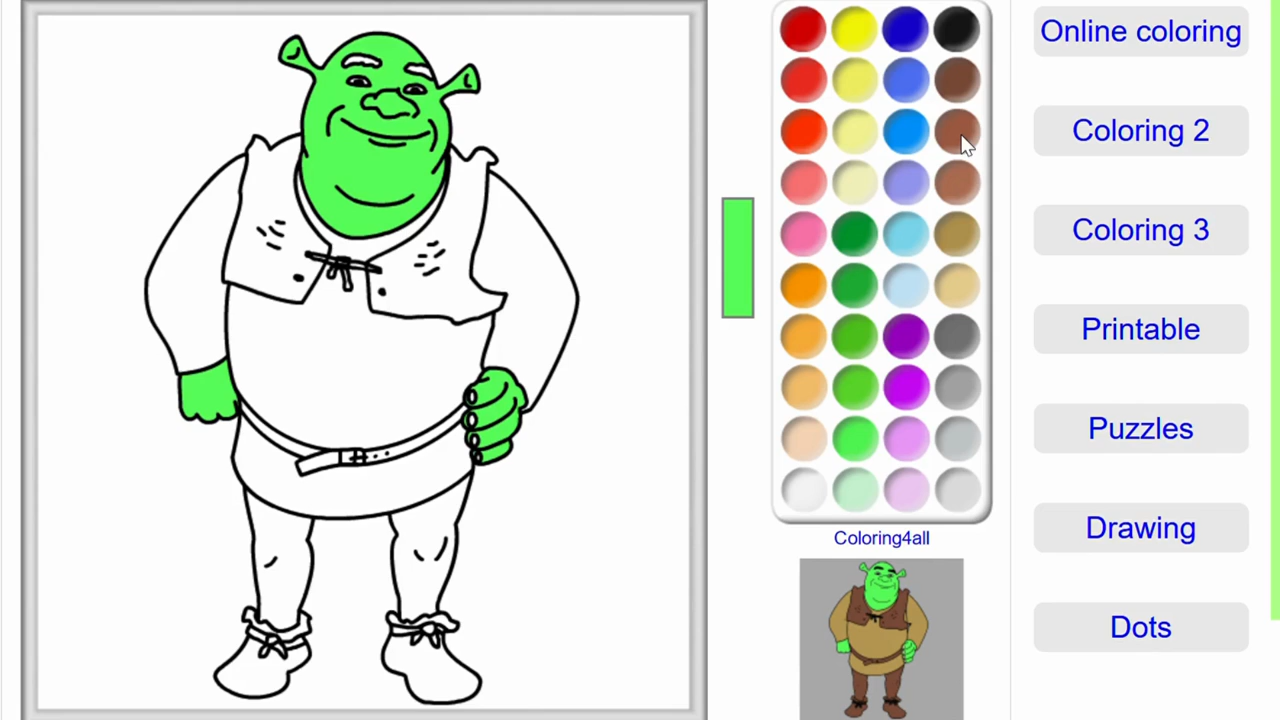 Online coloring
Coloring 2
Coloring 3
Printable
Puzzles
Drawing
Dots
Coloring4all